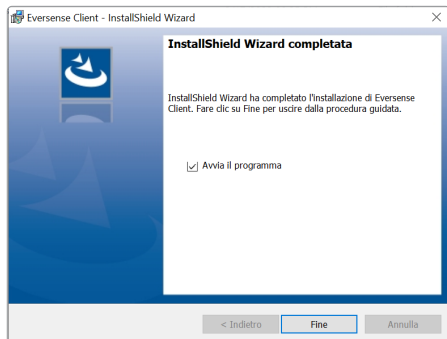 Eversense Client - InstallShield Wizard
InstallShield Wizard completata
InstallShield Wizard ha completato l'installazione di Eversense
Client. Fare clic su Fine per uscire dalla procedura guidata.
Avvia il programma
< Indietro
Fine
Annulla